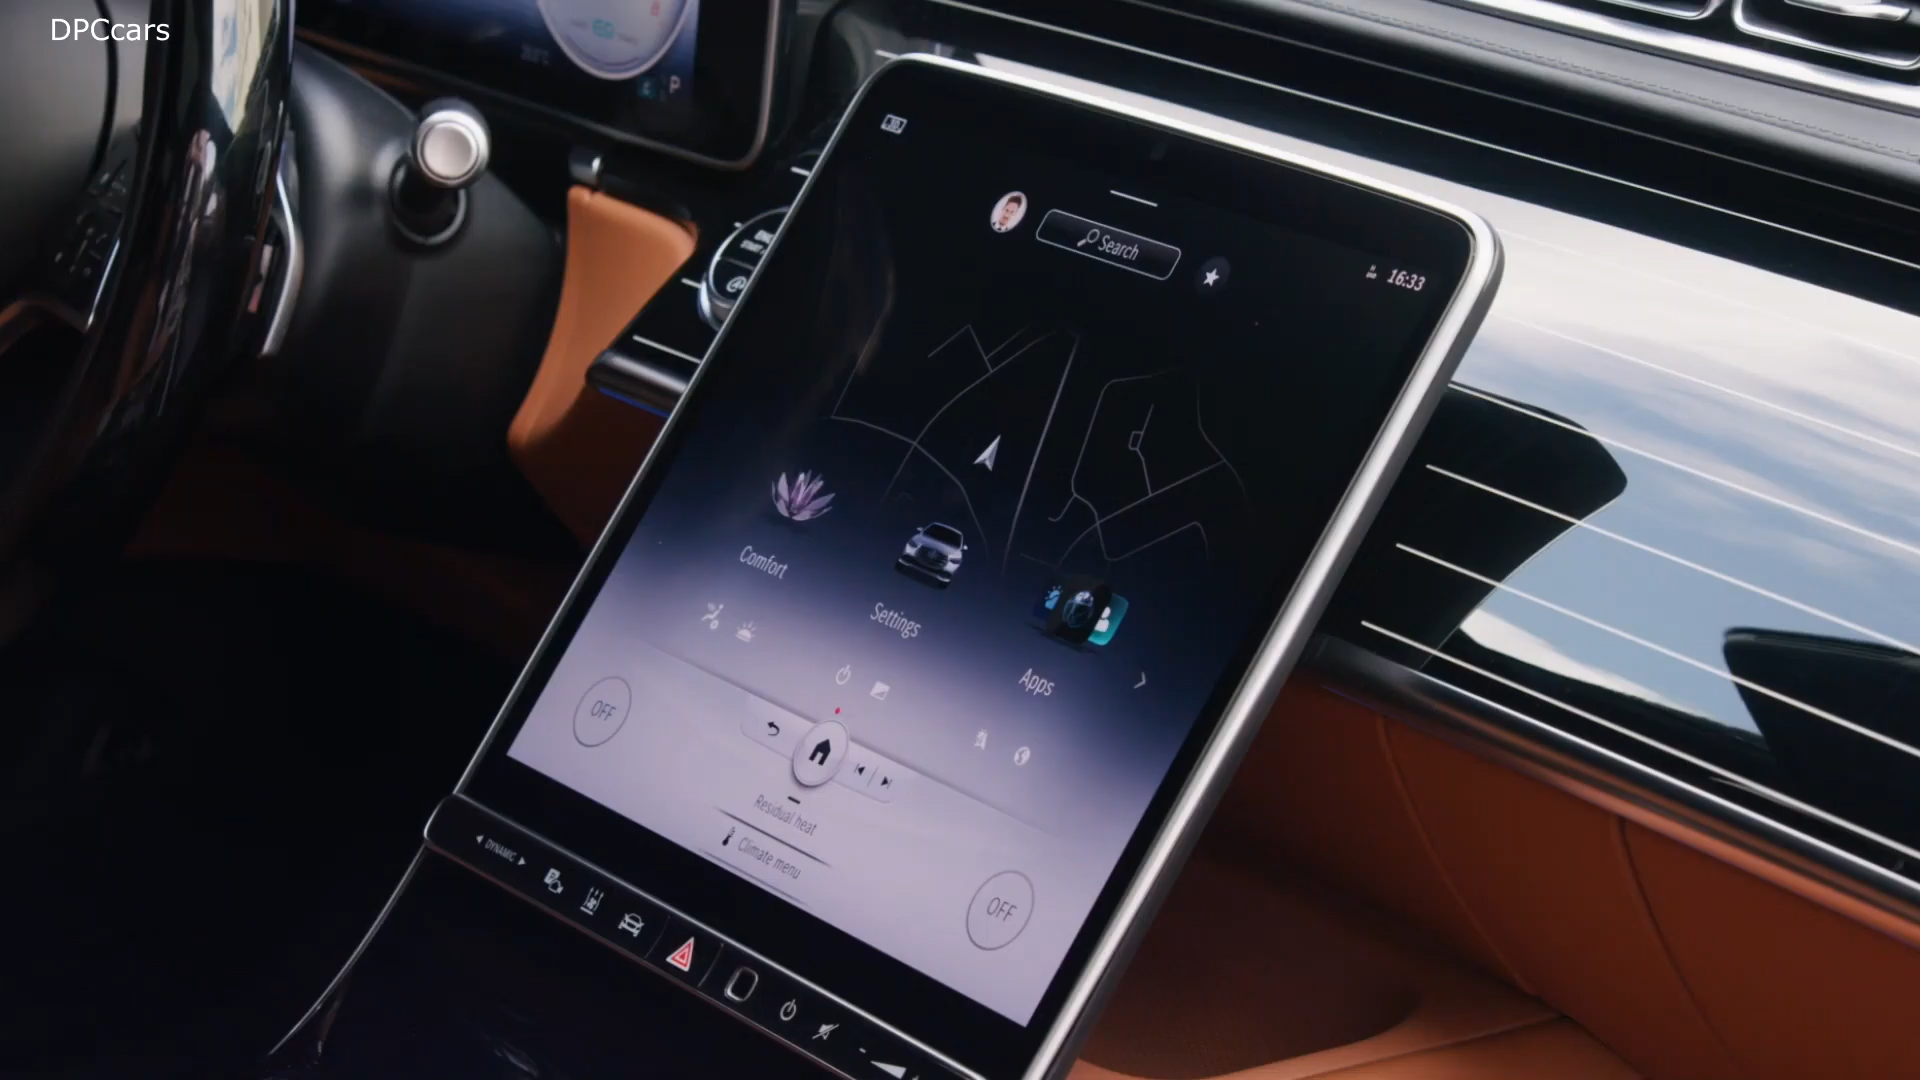 DPCcars
P
Search
16:33
Comfort
Settings
Apps
OFF
Residual heat
Climate menu
OFF
DYNAMIC